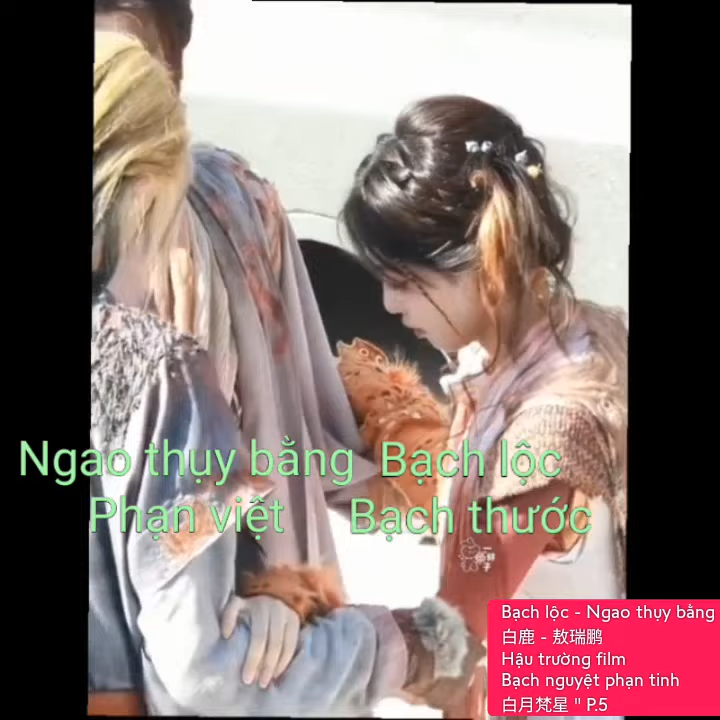 Ngao thụy bằng Bạch lộc
Phạn việt Bạch thước
Bạch lộc - Ngao thụy bằng
白鹿 - 敖瑞鹏
Hậu trường film
Bạch nguyệt phạn tinh
白月梵星 " P.5